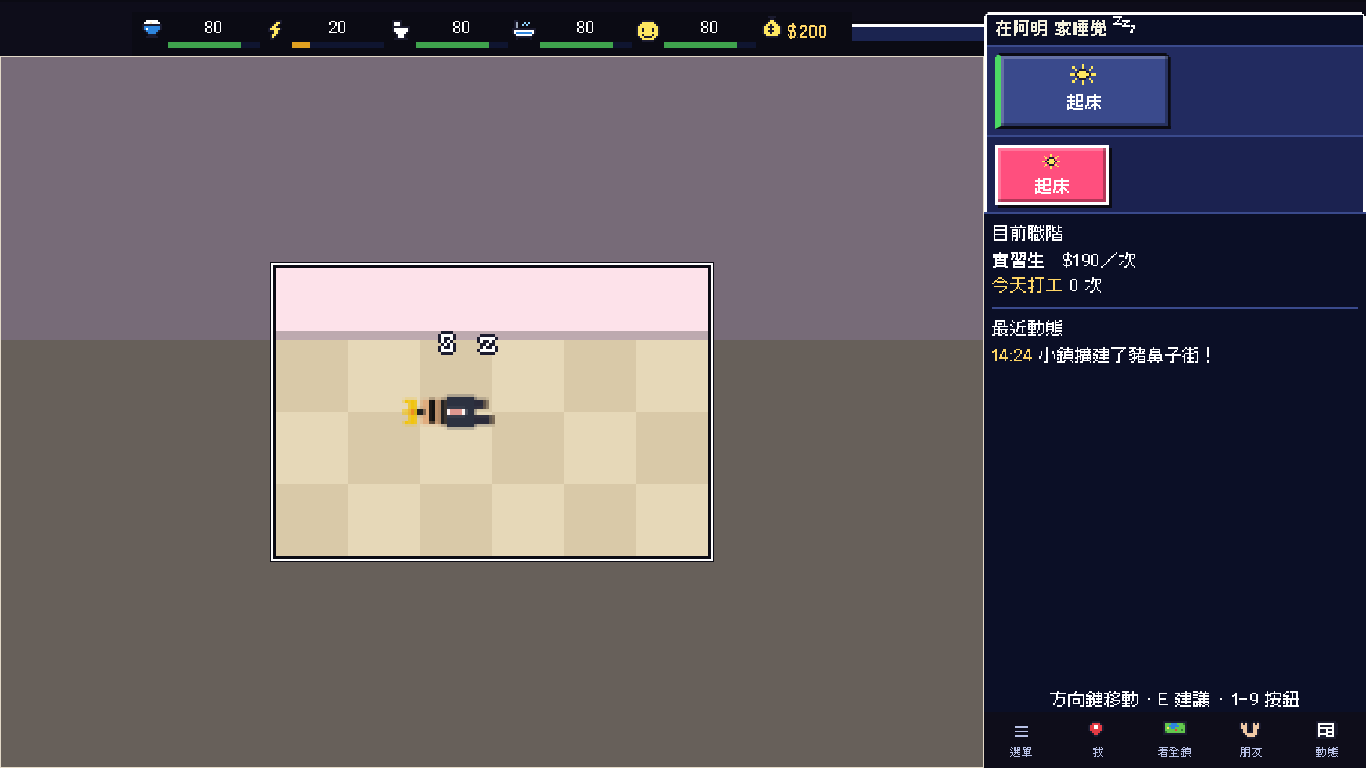 80 20 80 80 80 $200
在阿明 家睡覺 zzz
起床
起床
目前職階
實習生 $190／次
今天打工 0 次
最近動態
14:24 小鎮擴建了豬鼻子街！
方向鍵移動 · E 建議 · 1-9 按鈕
選單 我 看全鎮 朋友 動態